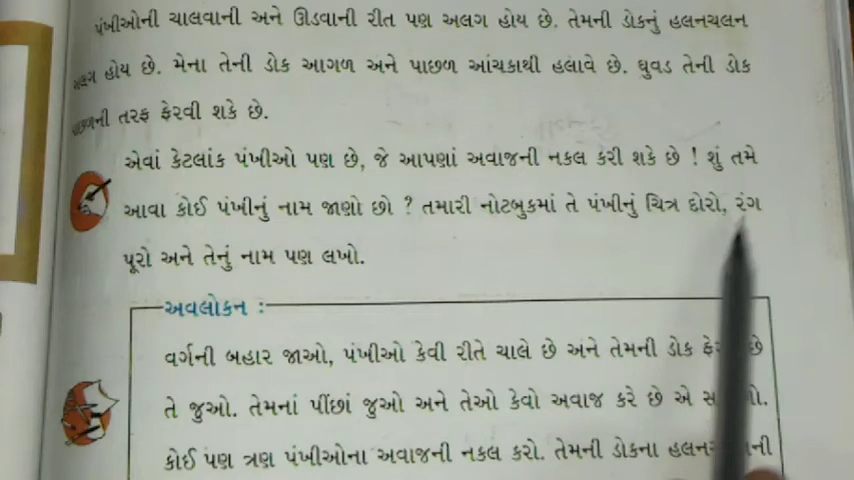 પંખીઓની ચાલવાની અને ઊડવાની રીત પણ અલગ હોય છે. તેમની ડોકનું હલનચલન
અલગ હોય છે. મેના તેની ડોક આગળ અને પાછળ આંચકાથી હલાવે છે. ઘુવડ તેની ડોક
પાછળની તરફ ફેરવી શકે છે.
એવાં કેટલાંક પંખીઓ પણ છે, જે આપણાં અવાજની નકલ કરી શકે છે ! શું તમે
આવા કોઈ પંખીનું નામ જાણો છો ? તમારી નોટબુકમાં તે પંખીનું ચિત્ર દોરો, રંગ
પૂરો અને તેનું નામ પણ લખો.
અવલોકન :
વર્ગની બહાર જાઓ, પંખીઓ કેવી રીતે ચાલે છે અને તેમની ડોક છે
તે જુઓ. તેમનાં પીંછાં જુઓ અને તેઓ કેવો અવાજ કરે છે એ
કોઈ પણ ત્રણ પંખીઓના અવાજની નકલ કરો. તેમની ડોકના